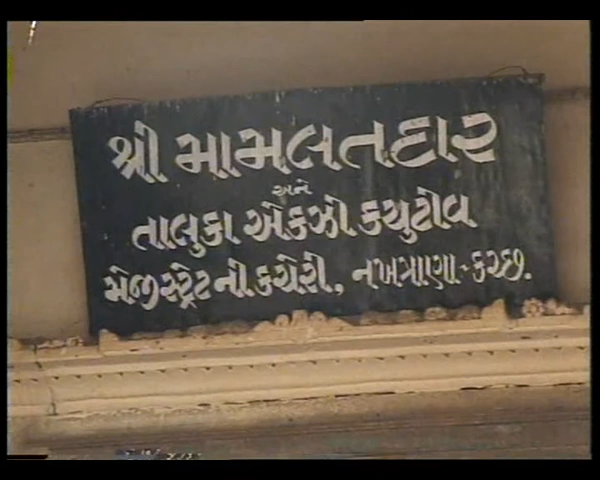 શ્રી મામલતદાર
અને
તાલુકા એકઝી કયુટીવ
મેજીસ્ટ્રેટ ની કચેરી, નખત્રાણા-કચ્છ.